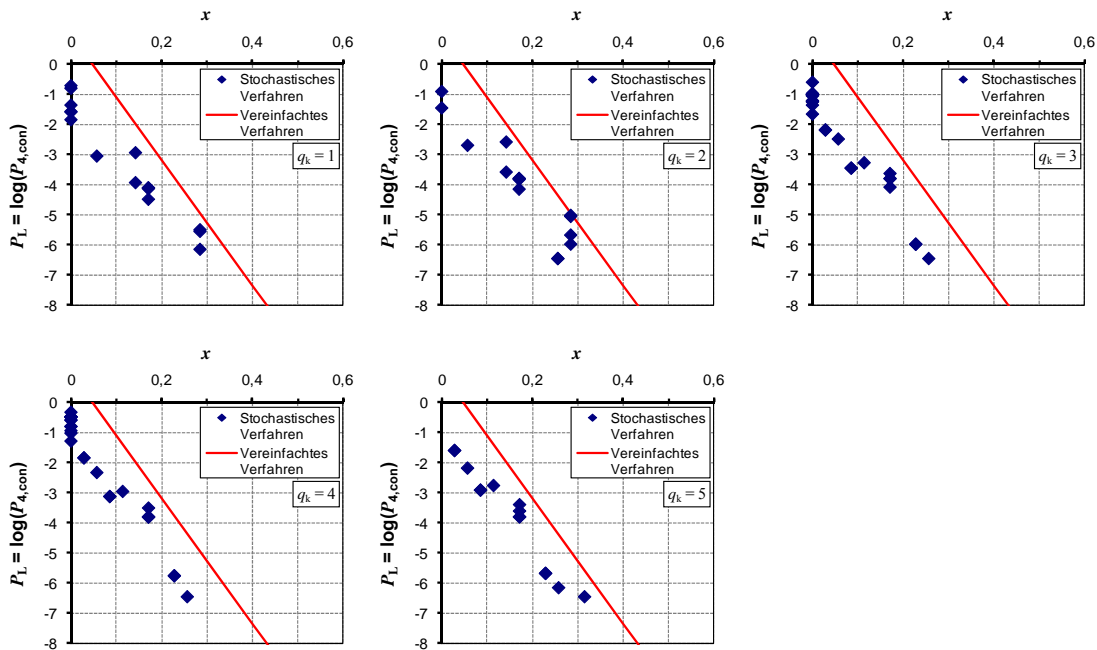 x
0 0,2 0,4 0,6
0
-1
-2
-3
-4
-5
-6
-7
-8
P_L = log(P_4,con)
Stochastisches
Verfahren
Vereinfachtes
Verfahren
q_k = 1
x
0 0,2 0,4 0,6
0
-1
-2
-3
-4
-5
-6
-7
-8
P_L = log(P_4,con)
Stochastisches
Verfahren
Vereinfachtes
Verfahren
q_k = 2
x
0 0,2 0,4 0,6
0
-1
-2
-3
-4
-5
-6
-7
-8
P_L = log(P_4,con)
Stochastisches
Verfahren
Vereinfachtes
Verfahren
q_k = 3
x
0 0,2 0,4 0,6
0
-1
-2
-3
-4
-5
-6
-7
-8
P_L = log(P_4,con)
Stochastisches
Verfahren
Vereinfachtes
Verfahren
q_k = 4
x
0 0,2 0,4 0,6
0
-1
-2
-3
-4
-5
-6
-7
-8
P_L = log(P_4,con)
Stochastisches
Verfahren
Vereinfachtes
Verfahren
q_k = 5